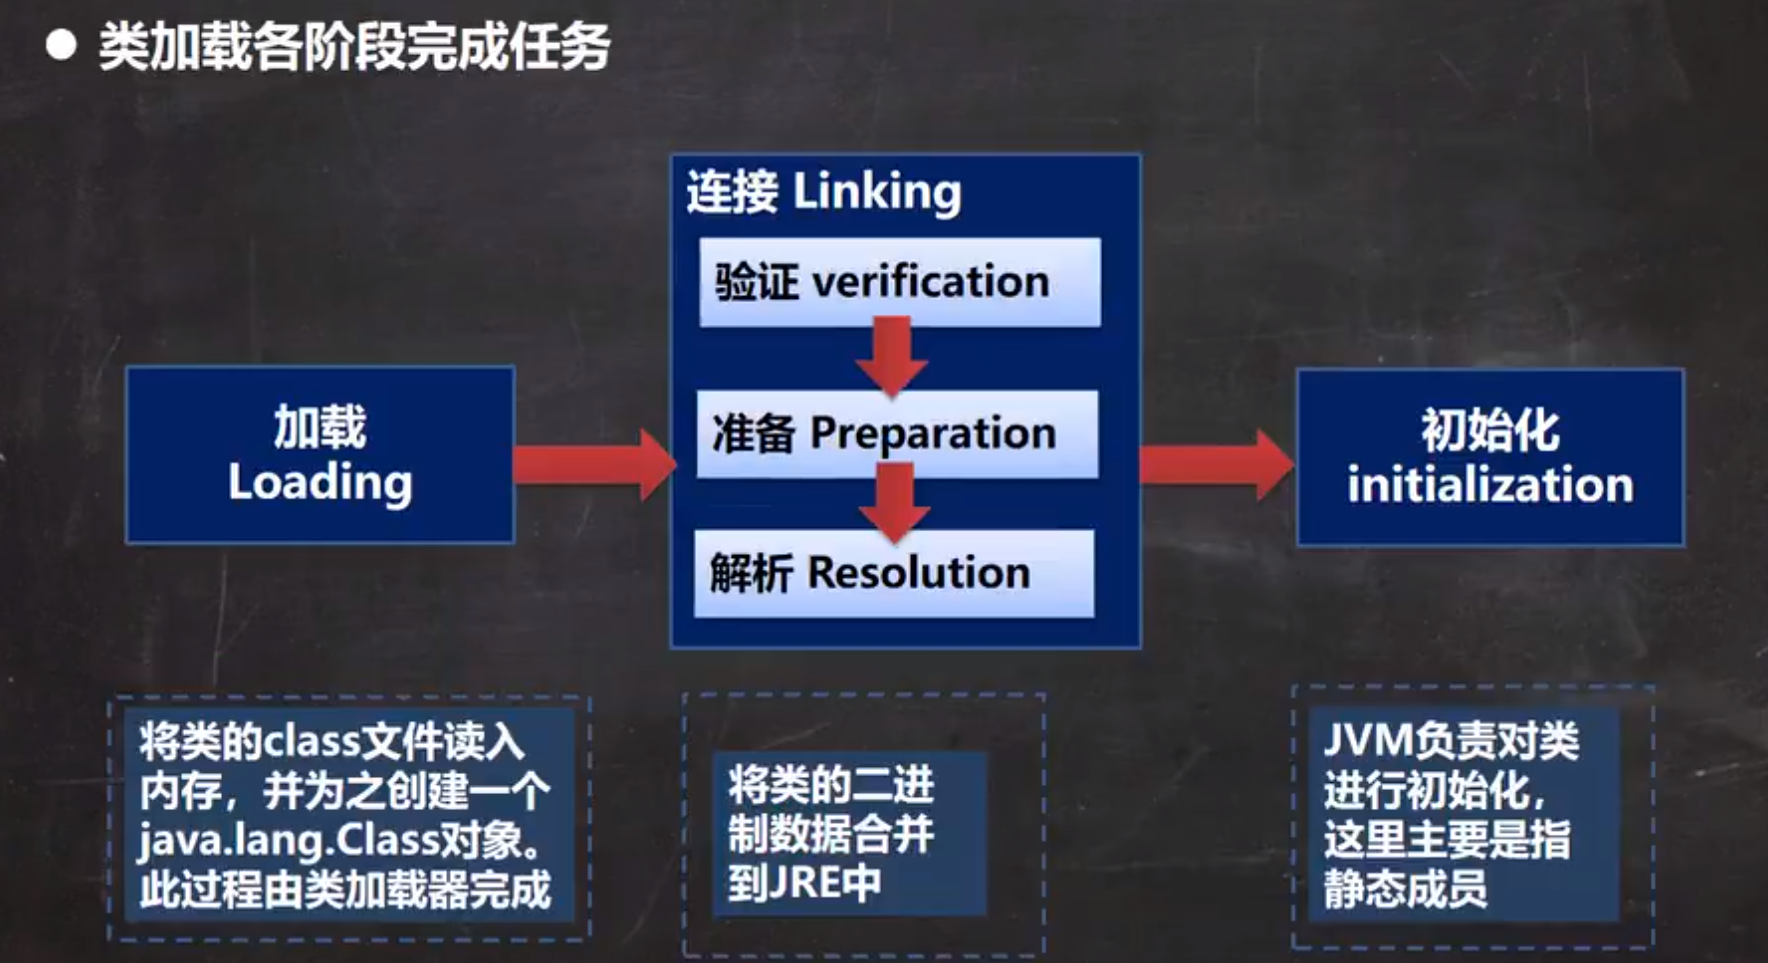 ● 类加载各阶段完成任务
连接 Linking
验证 verification
准备 Preparation
解析 Resolution
加载
Loading
初始化
initialization
将类的class文件读入
内存，并为之创建一个
java.lang.Class对象。
此过程由类加载器完成
将类的二进
制数据合并
到JRE中
JVM负责对类
进行初始化，
这里主要是指
静态成员